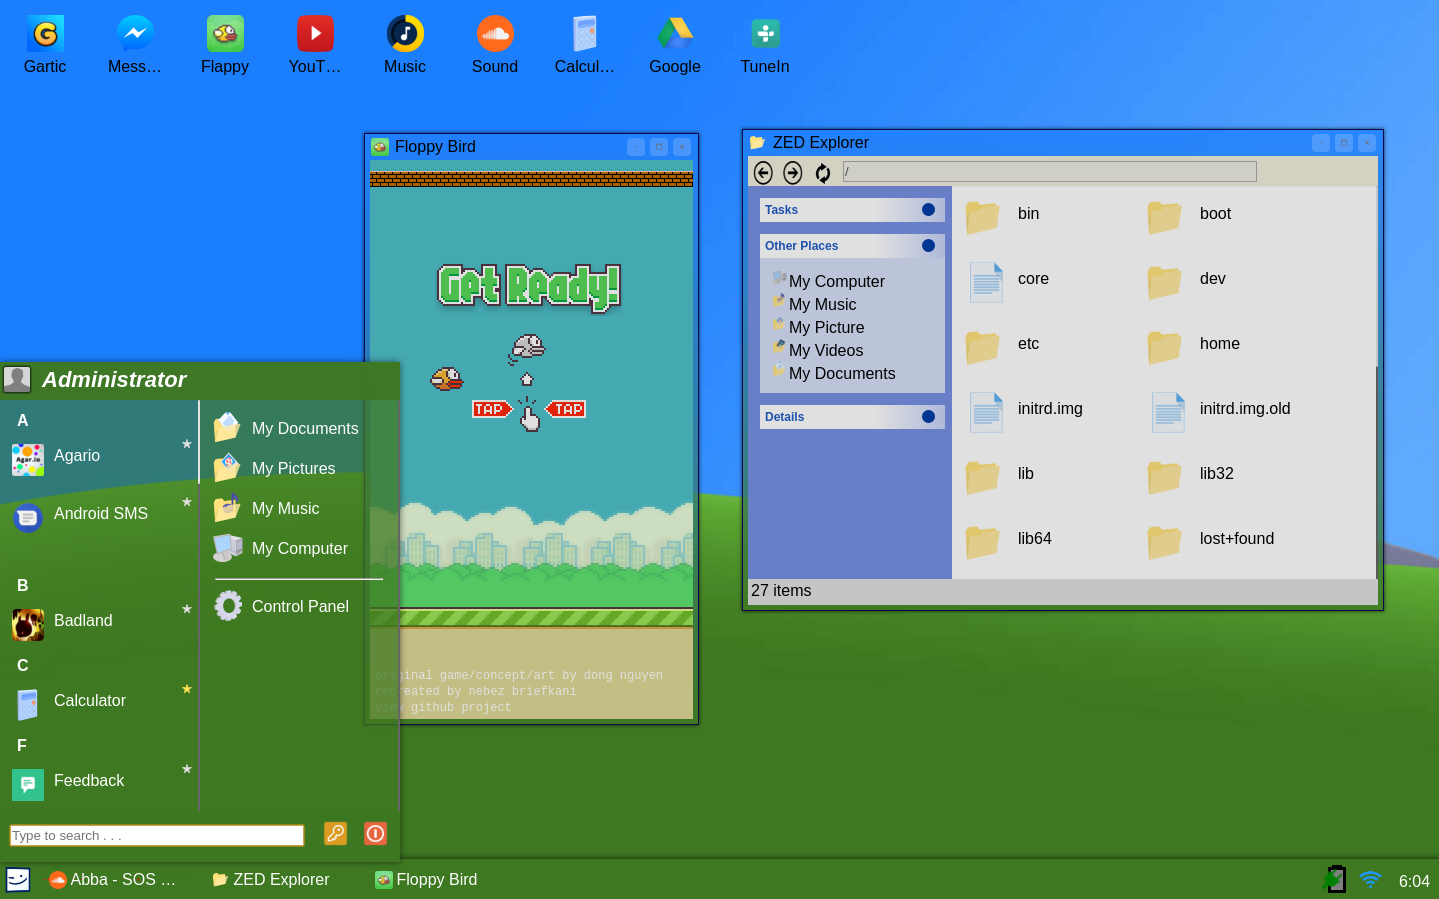 Gartic
Mess…
Flappy
YouT…
Music
Sound
Calcul…
Google
TuneIn
Floppy Bird
Get Ready!
TAP
TAP
original game/concept/art by dong nguyen
recreated by nebez briefkani
view github project
ZED Explorer
/
Tasks
Other Places
My Computer
My Music
My Picture
My Videos
My Documents
Details
bin
boot
core
dev
etc
home
initrd.img
initrd.img.old
lib
lib32
lib64
lost+found
27 items
Administrator
A
Agar.io
Agario
Android SMS
B
Badland
C
Calculator
F
Feedback
My Documents
My Pictures
My Music
My Computer
Control Panel
Type to search . . .
Abba - SOS …
ZED Explorer
Floppy Bird
6:04